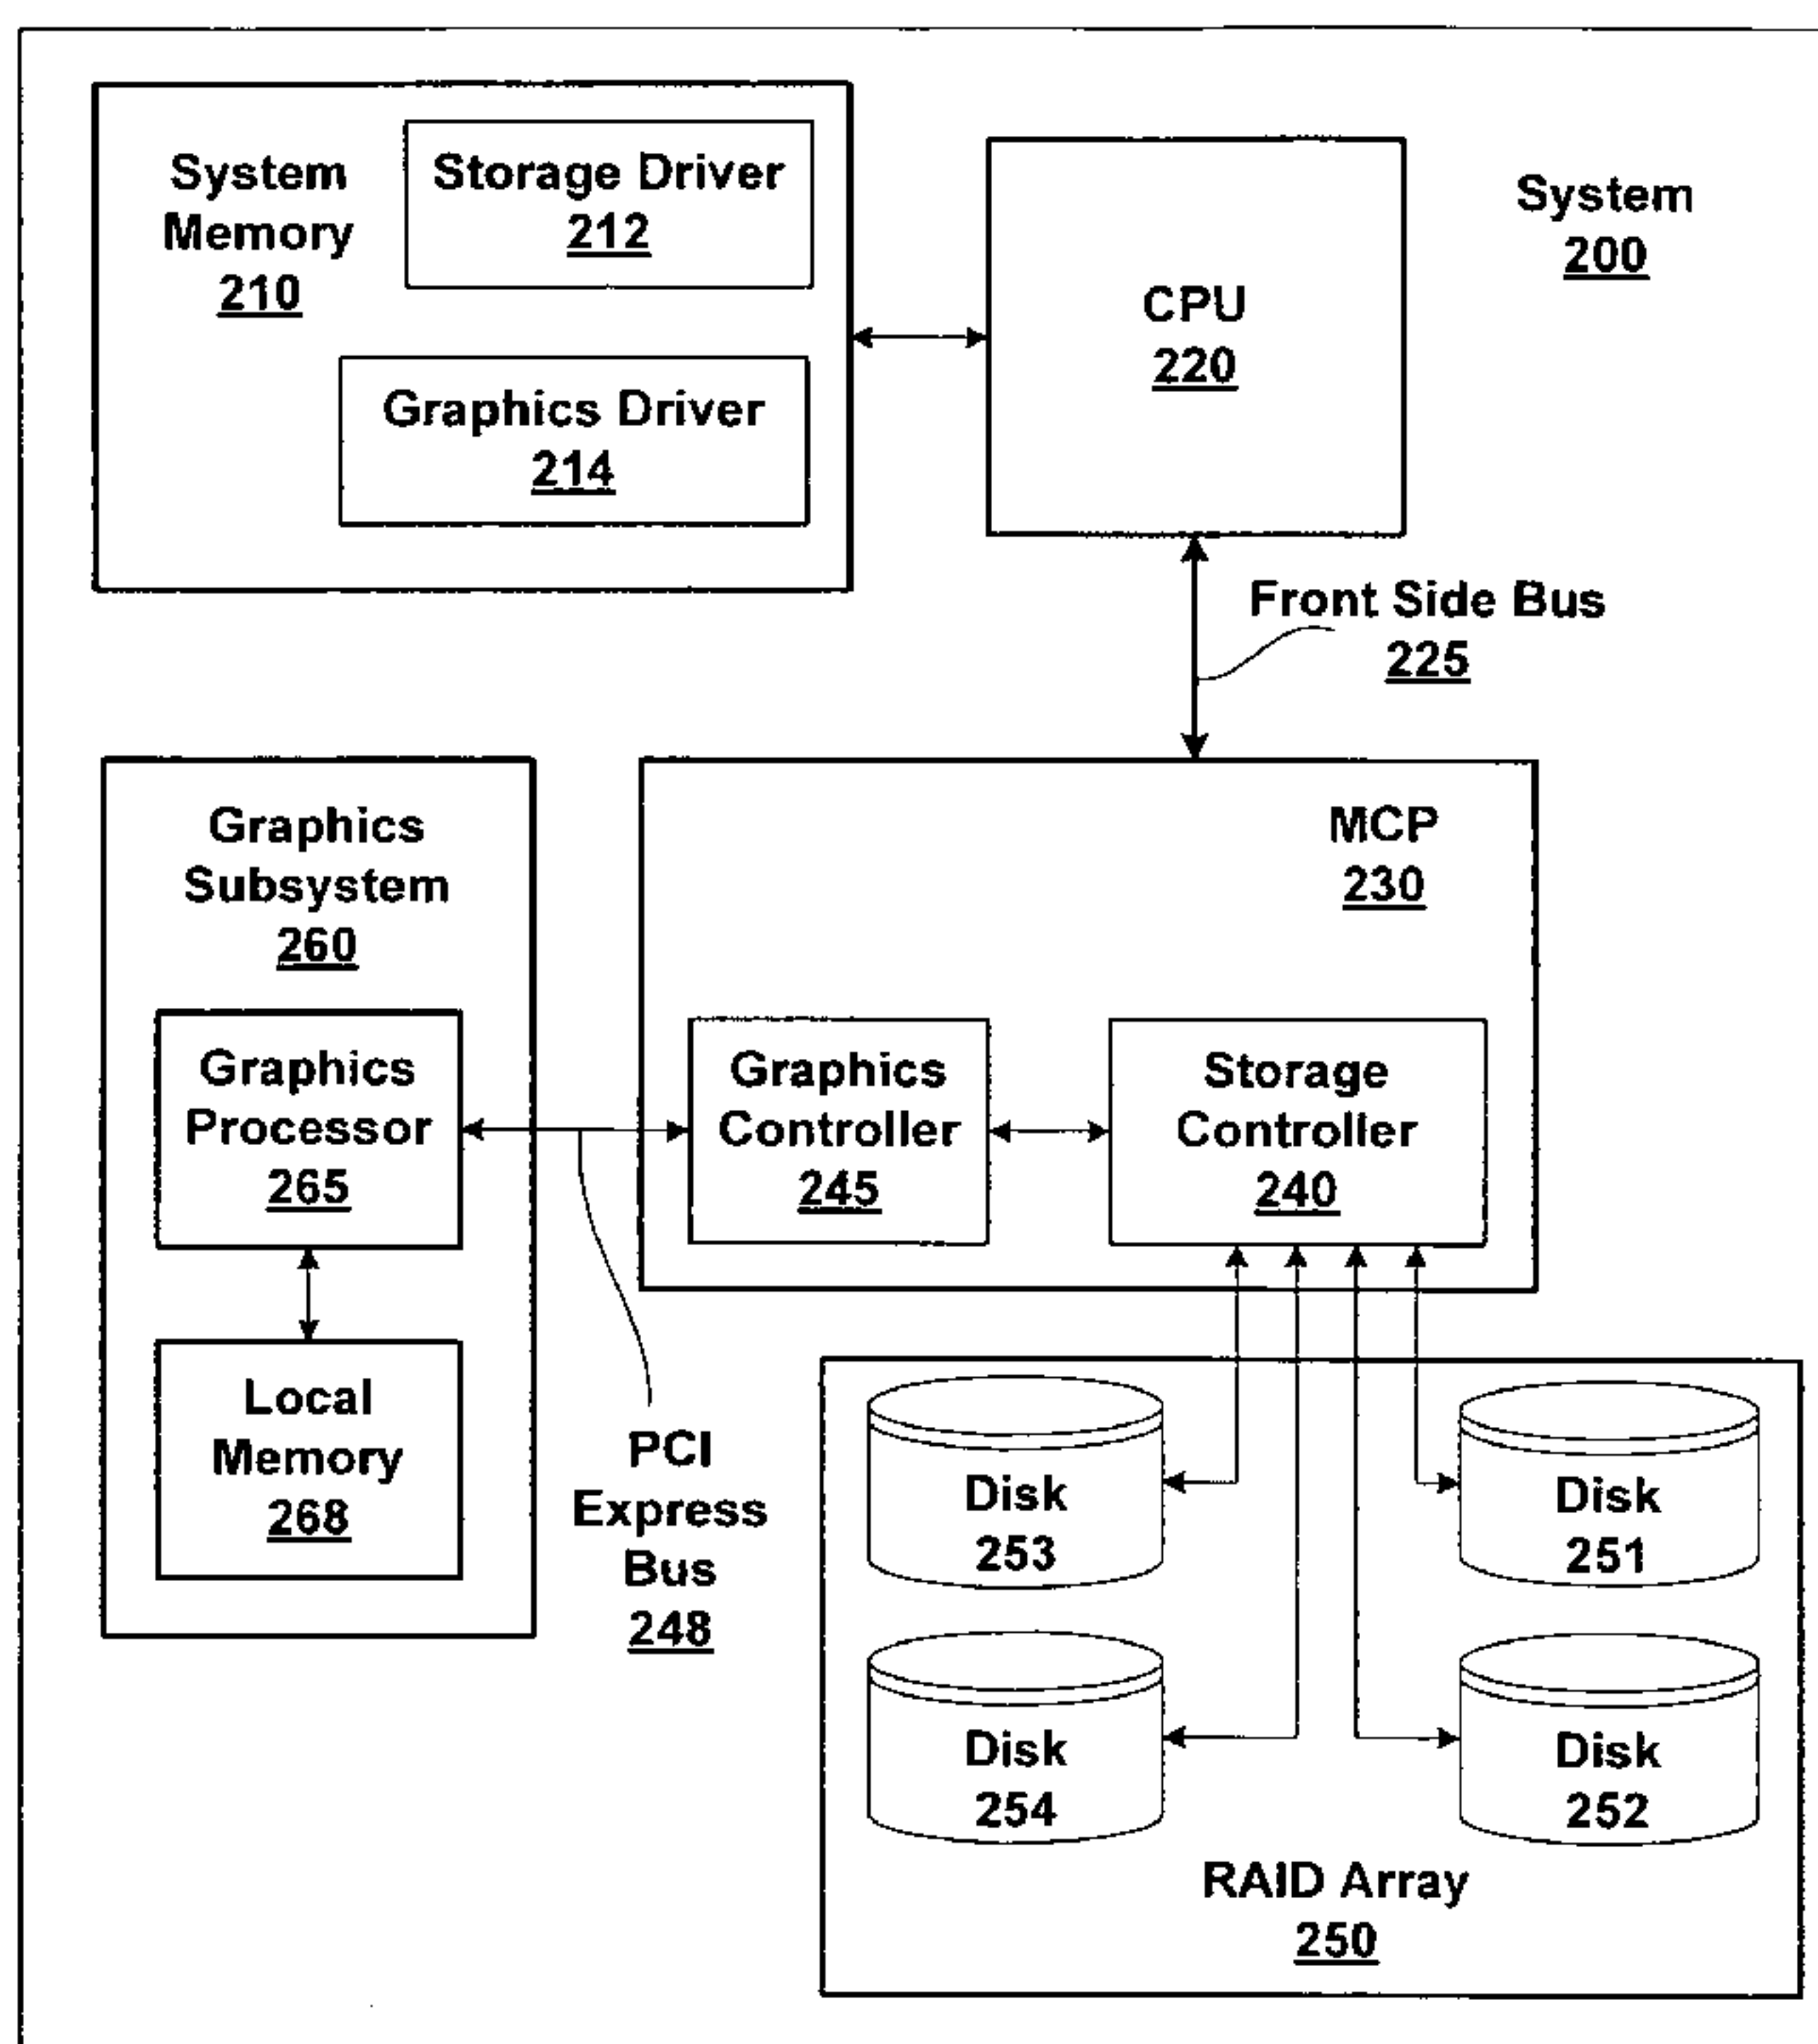 System
Memory
210
Storage Driver
212
Graphics Driver
214
CPU
220
System
200
Front Side Bus
225
Graphics
Subsystem
260
Graphics
Processor
265
Local
Memory
268
PCI
Express
Bus
248
MCP
230
Graphics
Controller
245
Storage
Controller
240
Disk
253
Disk
251
Disk
254
Disk
252
RAID Array
250